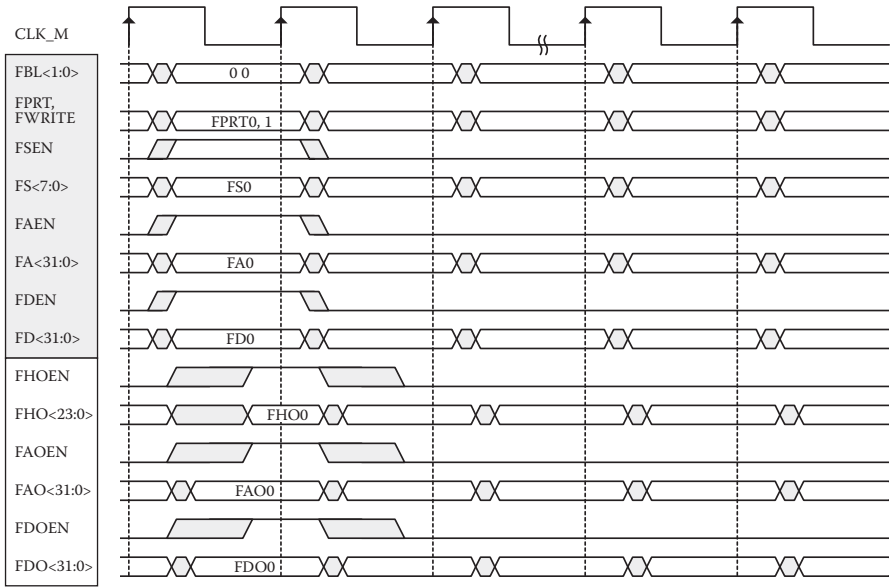 CLK_M
FBL<1:0>
0 0
FPRT,
FWRITE
FPRT0, 1
FSEN
FS<7:0>
FS0
FAEN
FA<31:0>
FA0
FDEN
FD<31:0>
FD0
FHOEN
FHO<23:0>
FHO0
FAOEN
FAO<31:0>
FAO0
FDOEN
FDO<31:0>
FDO0